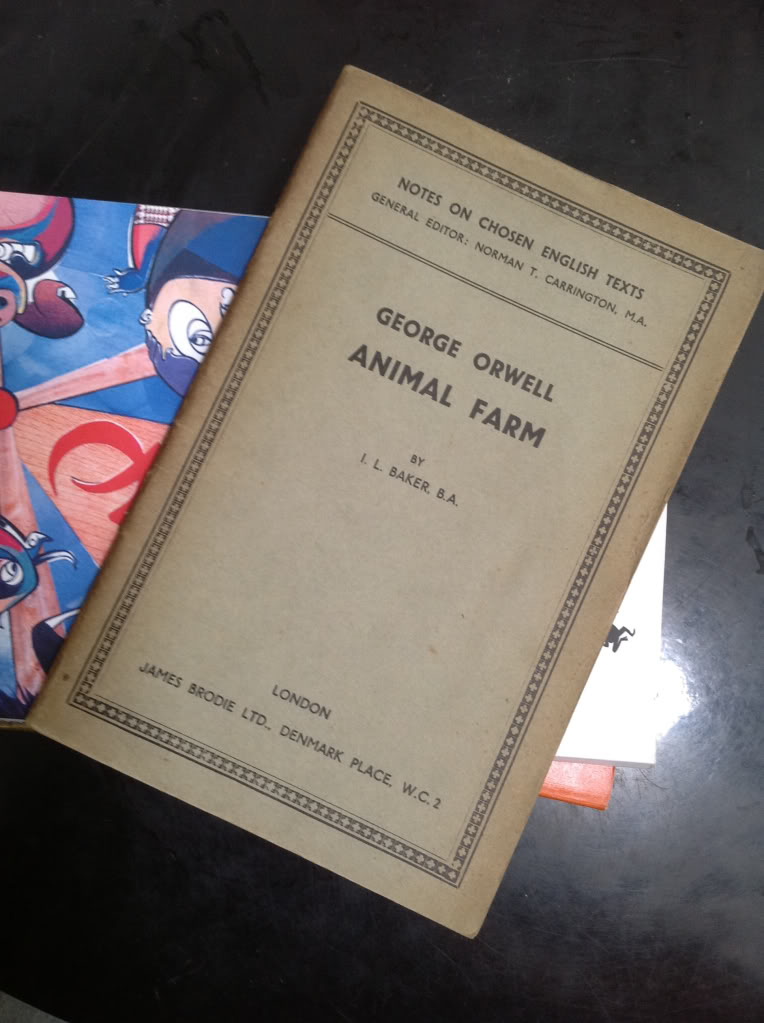 NOTES ON CHOSEN ENGLISH TEXTS
GENERAL EDITOR: NORMAN T. CARRINGTON, M.A.
GEORGE ORWELL
ANIMAL FARM
BY
I. L. BAKER, B.A.
LONDON
JAMES BRODIE LTD., DENMARK PLACE, W.C.2